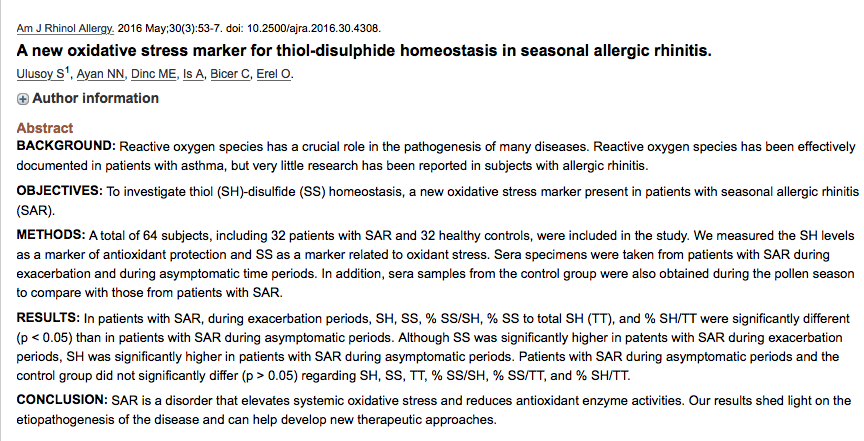 Am J Rhinol Allergy. 2016 May;30(3):53-7. doi: 10.2500/ajra.2016.30.4308.
A new oxidative stress marker for thiol-disulphide homeostasis in seasonal allergic rhinitis.
Ulusoy S1, Ayan NN, Dinc ME, Is A, Bicer C, Erel O.
Author information
Abstract
BACKGROUND: Reactive oxygen species has a crucial role in the pathogenesis of many diseases. Reactive oxygen species has been effectively
documented in patients with asthma, but very little research has been reported in subjects with allergic rhinitis.
OBJECTIVES: To investigate thiol (SH)-disulfide (SS) homeostasis, a new oxidative stress marker present in patients with seasonal allergic rhinitis
(SAR).
METHODS: A total of 64 subjects, including 32 patients with SAR and 32 healthy controls, were included in the study. We measured the SH levels
as a marker of antioxidant protection and SS as a marker related to oxidant stress. Sera specimens were taken from patients with SAR during
exacerbation and during asymptomatic time periods. In addition, sera samples from the control group were also obtained during the pollen season
to compare with those from patients with SAR.
RESULTS: In patients with SAR, during exacerbation periods, SH, SS, % SS/SH, % SS to total SH (TT), and % SH/TT were significantly different
(p < 0.05) than in patients with SAR during asymptomatic periods. Although SS was significantly higher in patents with SAR during exacerbation
periods, SH was significantly higher in patients with SAR during asymptomatic periods. Patients with SAR during asymptomatic periods and the
control group did not significantly differ (p > 0.05) regarding SH, SS, TT, % SS/SH, % SS/TT, and % SH/TT.
CONCLUSION: SAR is a disorder that elevates systemic oxidative stress and reduces antioxidant enzyme activities. Our results shed light on the
etiopathogenesis of the disease and can help develop new therapeutic approaches.